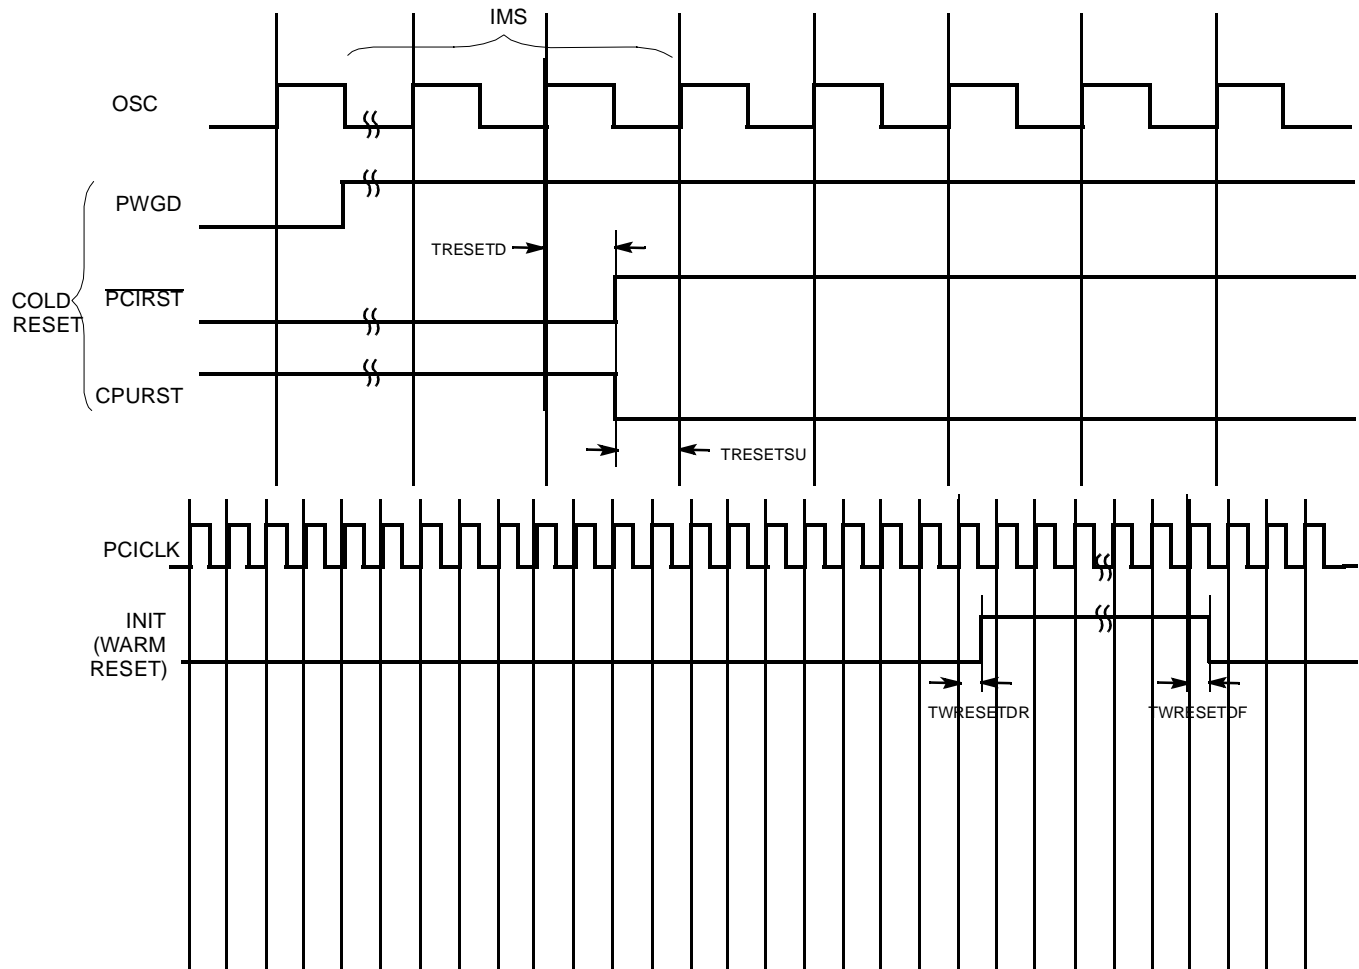 IMS
OSC
PWGD
TRESETD
PCIRST
COLD
RESET
CPURST
TRESETSU
PCICLK
INIT
(WARM
RESET)
TWRESETDR
TWRESETDF